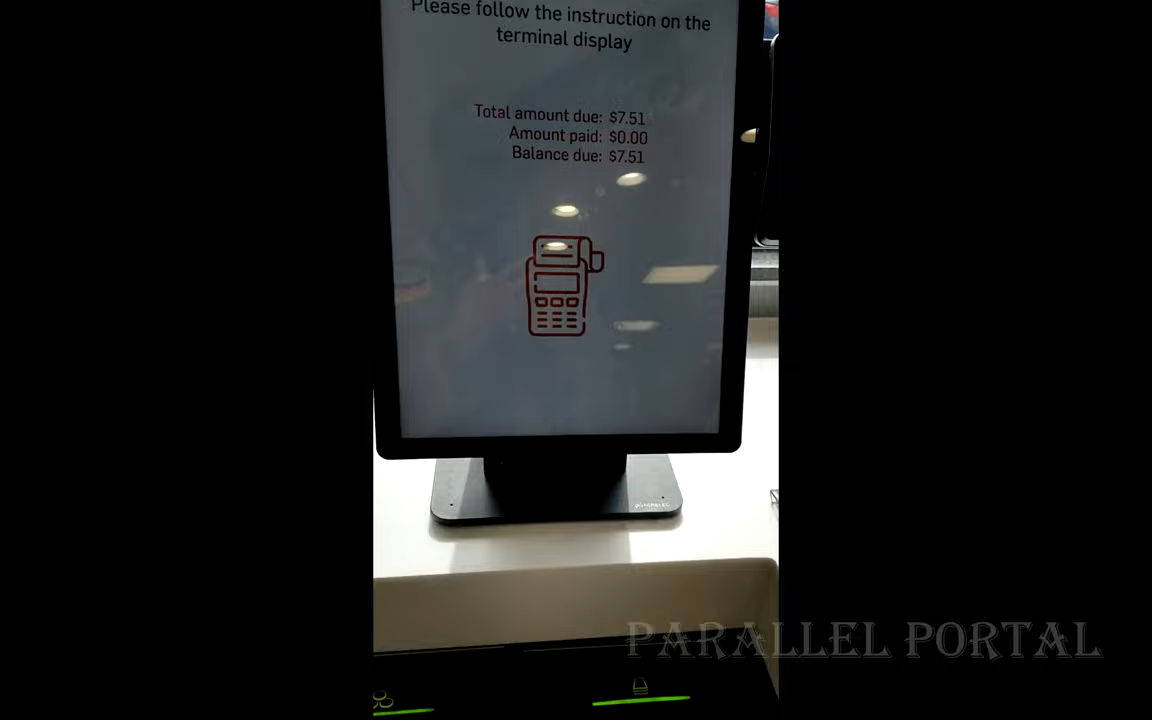 Please follow the instruction on the
terminal display
Total amount due: $7.51
Amount paid: $0.00
Balance due: $7.51
PARALLEL PORTAL